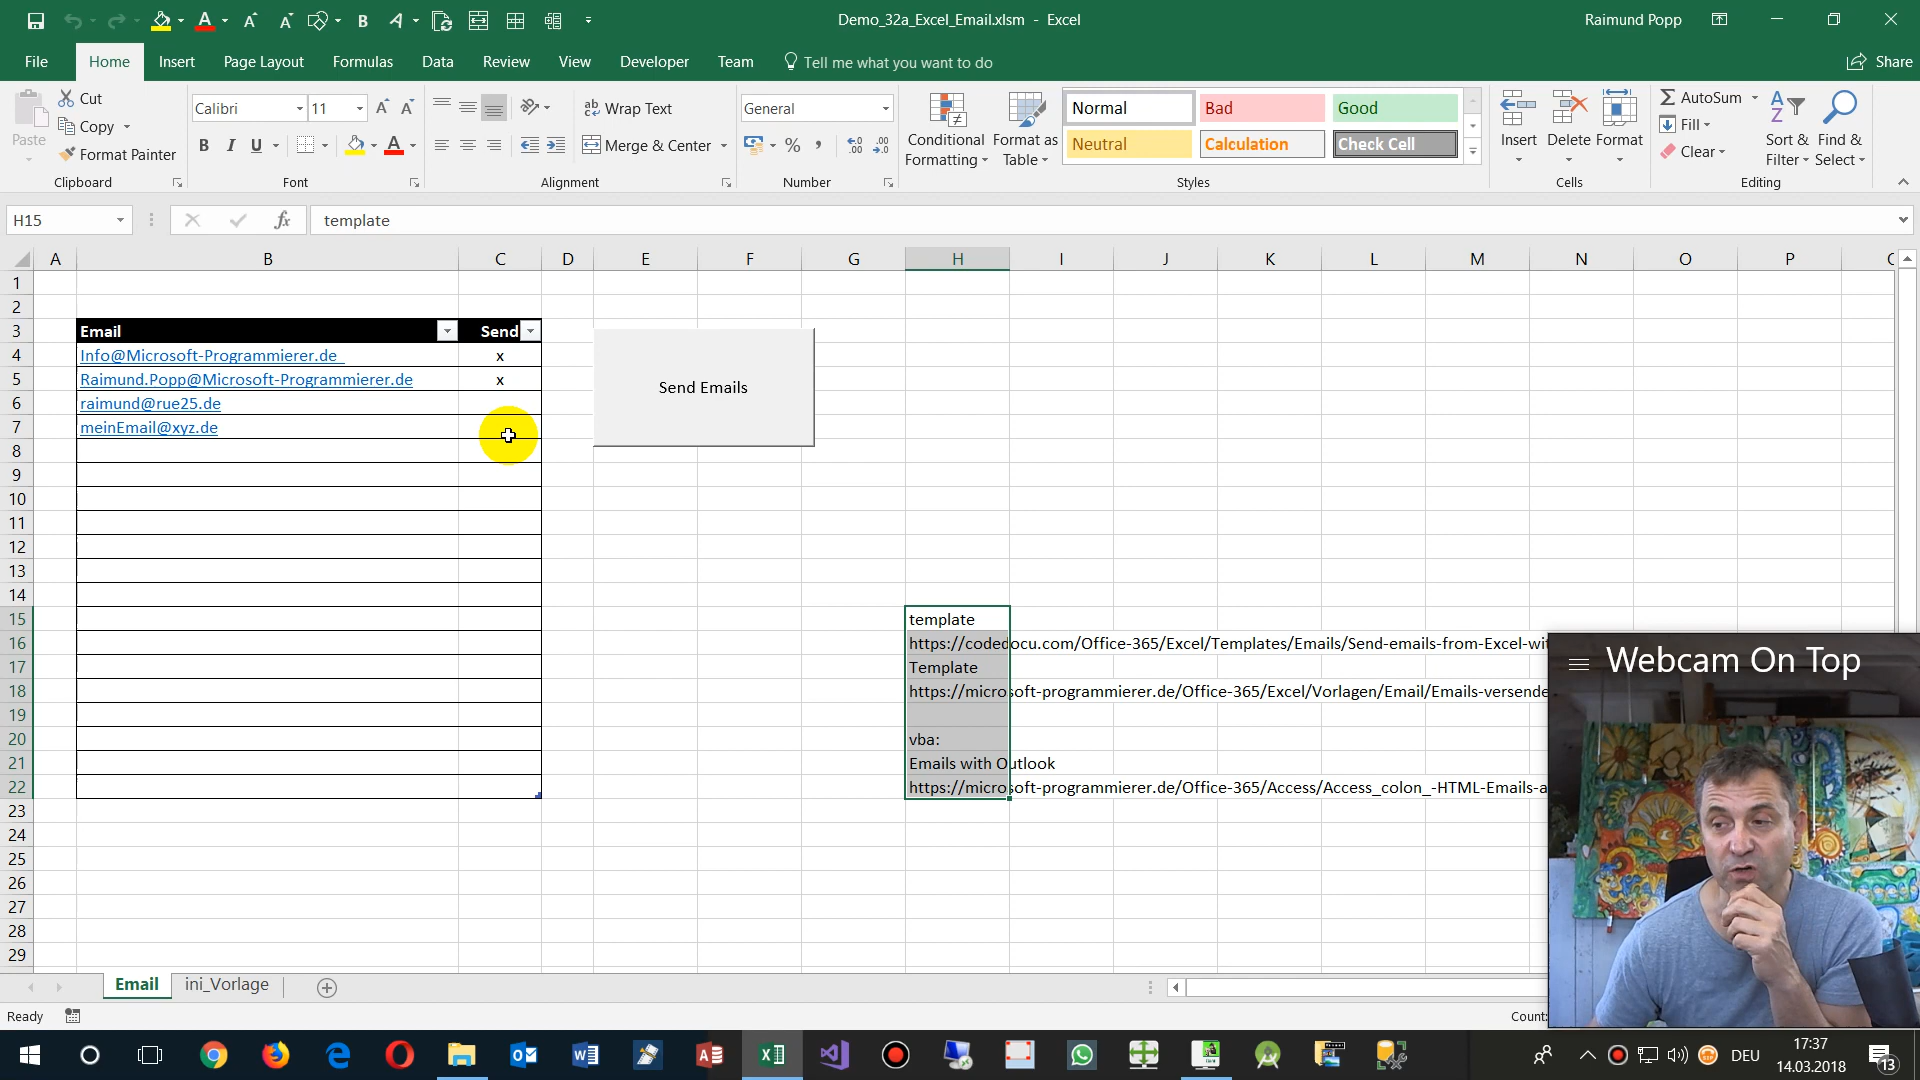 Demo_32a_Excel_Email.xlsm - Excel
Raimund Popp
File Home Insert Page Layout Formulas Data Review View Developer Team Tell me what you want to do Share
Paste
Cut
Copy
Format Painter
Clipboard
Calibri 11
B I U
Font
Wrap Text
Merge & Center
Alignment
General
Number
Conditional Formatting
Format as Table
Normal Bad Good
Neutral Calculation Check Cell
Styles
Insert Delete Format
Cells
AutoSum
Fill
Clear
Sort & Filter
Find & Select
Editing
H15 fx template
A B C D E F G H I J K L M N O P
1
2
3 Email Send
4 Info@Microsoft-Programmierer.de x
5 Raimund.Popp@Microsoft-Programmierer.de x
6 raimund@rue25.de
7 meinEmail@xyz.de
Send Emails
8
9
10
11
12
13
14
15 template
16 https://codedocu.com/Office-365/Excel/Templates/Emails/Send-emails-from-Excel-wit
17 Template
18 https://microsoft-programmierer.de/Office-365/Excel/Vorlagen/Email/Emails-versende
19
20 vba:
21 Emails with Outlook
22 https://microsoft-programmierer.de/Office-365/Access/Access_colon_-HTML-Emails-a
23
24
25
26
27
28
29
Webcam On Top
Email ini_Vorlage
Ready
Count:
DEU
17:37
14.03.2018
13